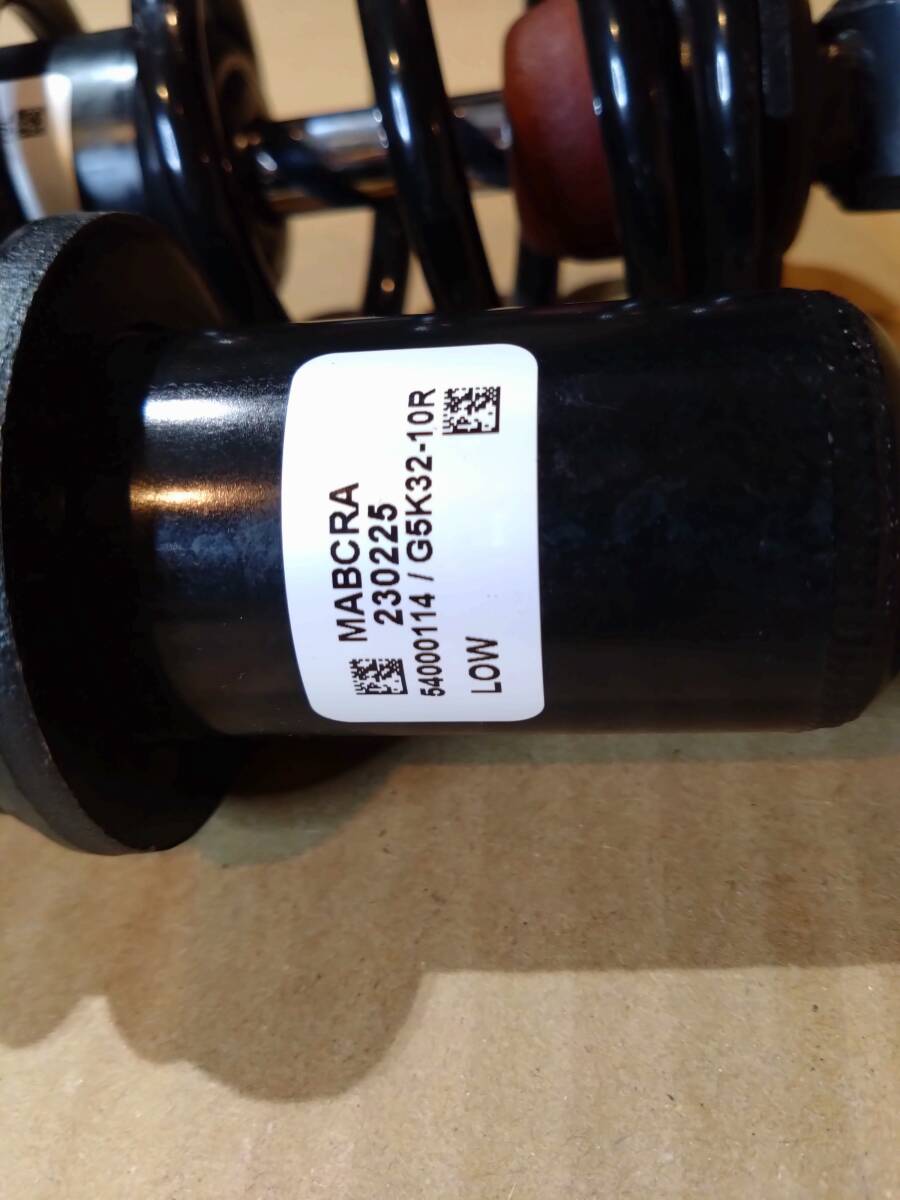 MABCRA
230225
54000114 / G5K32-10R
LOW